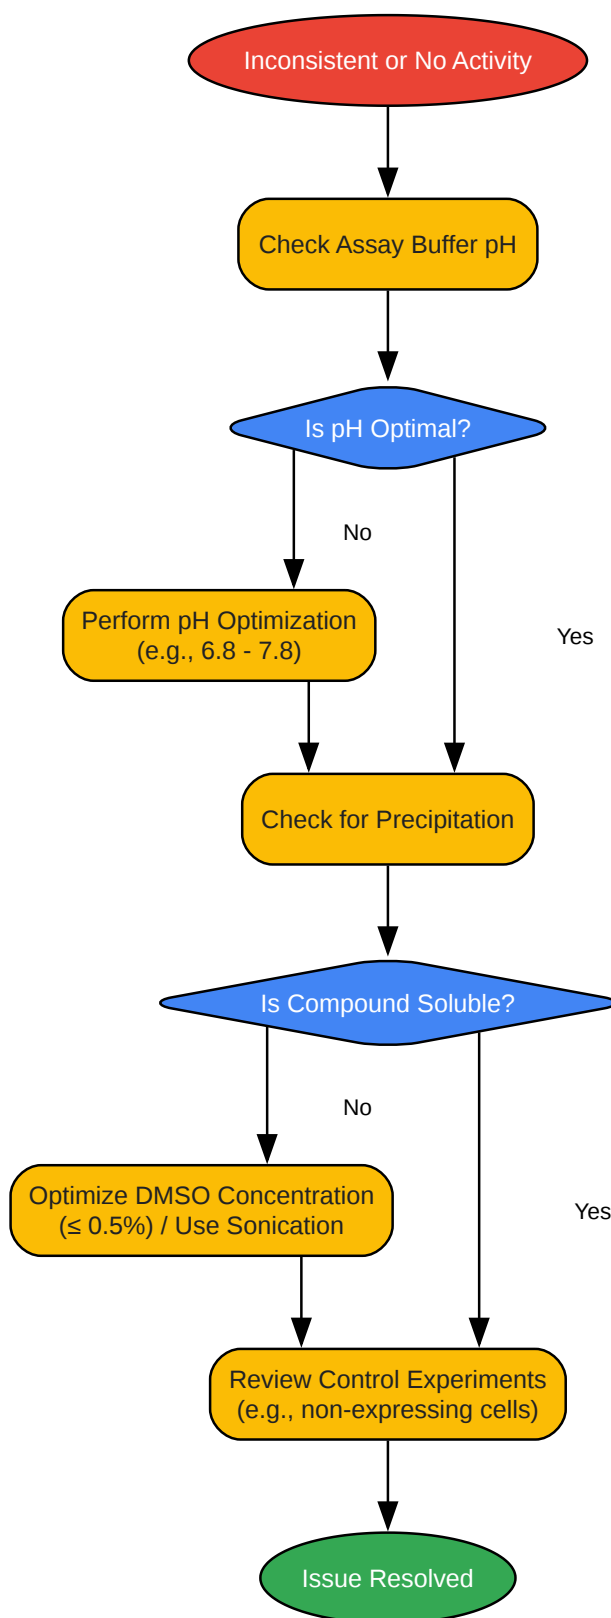 Inconsistent or No Activity
Check Assay Buffer pH
Is pH Optimal?
No
Perform pH Optimization
(e.g., 6.8 - 7.8)
Yes
Check for Precipitation
Is Compound Soluble?
No
Optimize DMSO Concentration
(≤ 0.5%) / Use Sonication
Yes
Review Control Experiments
(e.g., non-expressing cells)
Issue Resolved